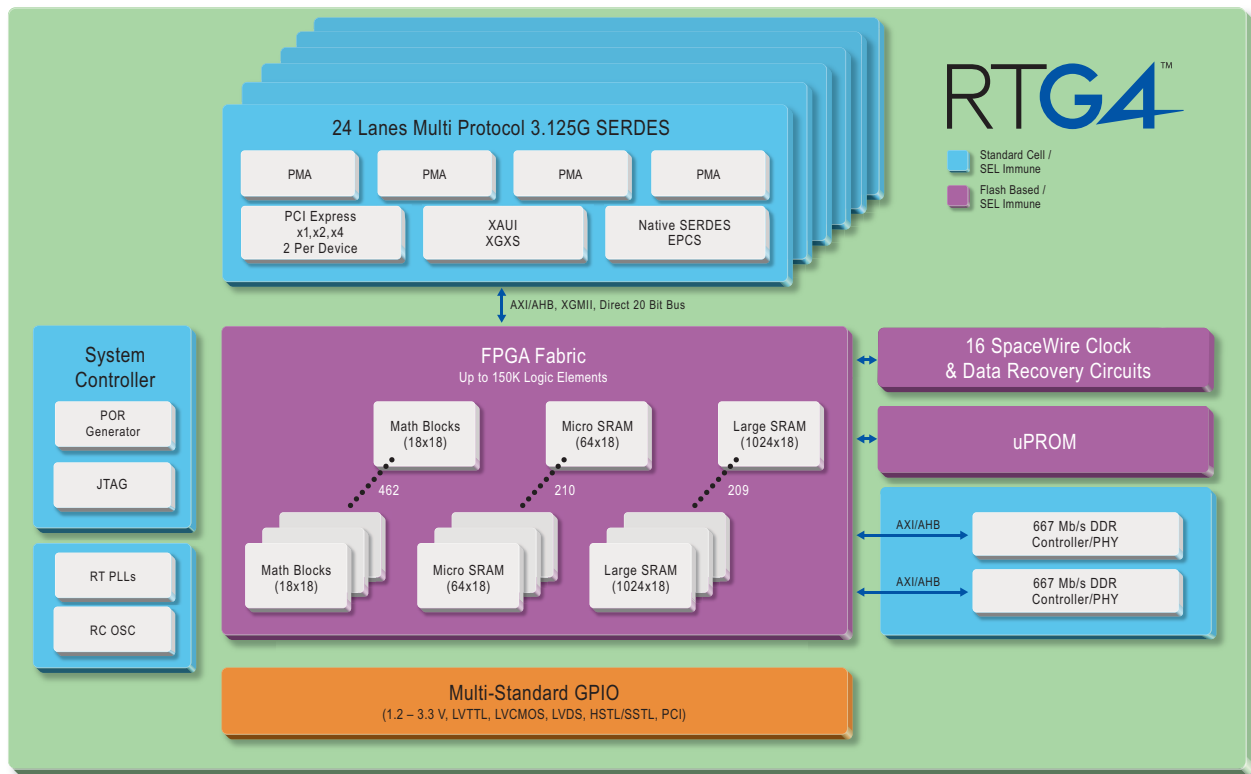 RTG4™
Standard Cell /
SEL Immune
Flash Based /
SEL Immune
24 Lanes Multi Protocol 3.125G SERDES
PMA
PMA
PMA
PMA
PCI Express
x1,x2,x4
2 Per Device
XAUI
XGXS
Native SERDES
EPCS
AXI/AHB, XGMII, Direct 20 Bit Bus
System
Controller
POR
Generator
JTAG
RT PLLs
RC OSC
FPGA Fabric
Up to 150K Logic Elements
Math Blocks
(18x18)
Micro SRAM
(64x18)
Large SRAM
(1024x18)
462
210
209
Math Blocks
(18x18)
Micro SRAM
(64x18)
Large SRAM
(1024x18)
16 SpaceWire Clock
& Data Recovery Circuits
uPROM
AXI/AHB
667 Mb/s DDR
Controller/PHY
AXI/AHB
667 Mb/s DDR
Controller/PHY
Multi-Standard GPIO
(1.2 – 3.3 V, LVTTL, LVCMOS, LVDS, HSTL/SSTL, PCI)